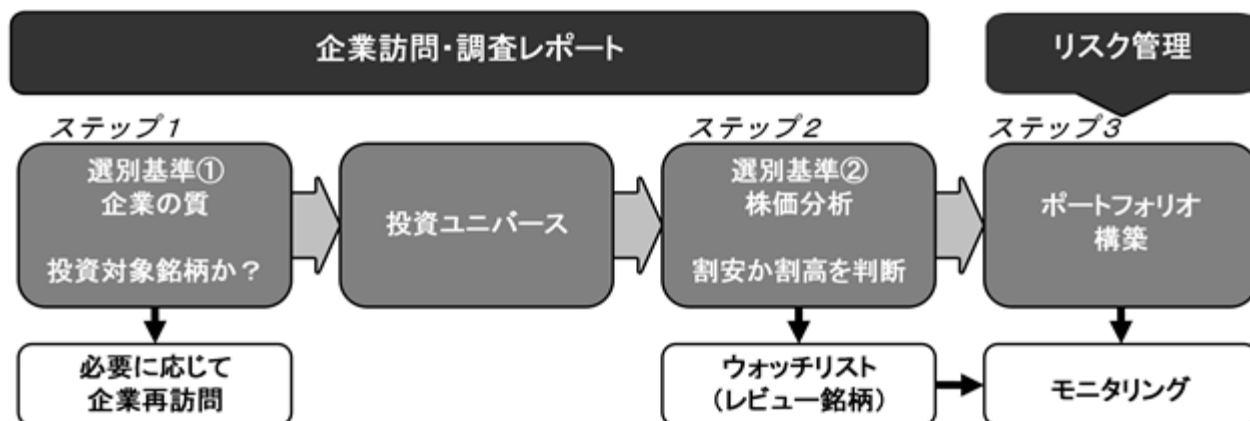 企業訪問・調査レポート
リスク管理
ステップ1
選別基準①
企業の質
投資対象銘柄か？
必要に応じて
企業再訪問
投資ユニバース
ステップ2
選別基準②
株価分析
割安か割高を判断
ウォッチリスト
（レビュー銘柄）
ステップ3
ポートフォリオ
構築
モニタリング